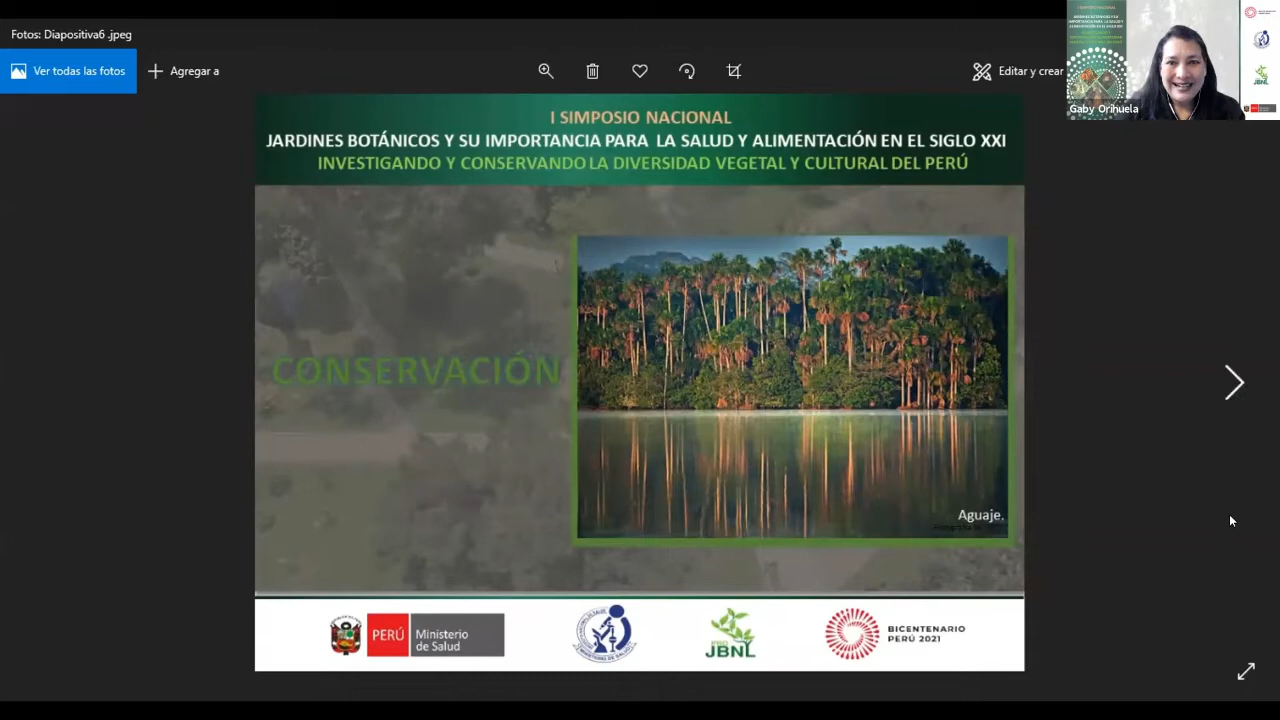 Fotos: Diapositiva6 .jpeg
Ver todas las fotos
Agregar a
Editar y crear
Gaby Orihuela
I SIMPOSIO NACIONAL
JARDINES BOTÁNICOS Y SU IMPORTANCIA PARA LA SALUD Y ALIMENTACIÓN EN EL SIGLO XXI
INVESTIGANDO Y CONSERVANDO LA DIVERSIDAD VEGETAL Y CULTURAL DEL PERÚ
CONSERVACIÓN
Aguaje.
PERÚ
Ministerio
de Salud
JBNL
BICENTENARIO
PERÚ 2021